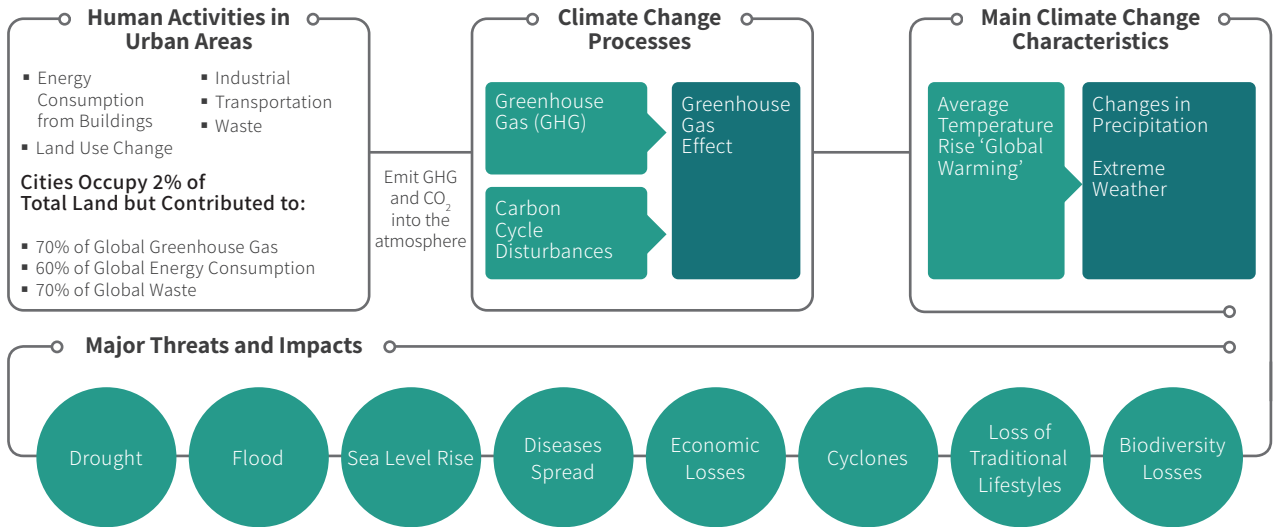 Human Activities in
Urban Areas
▪ Energy
Consumption
from Buildings
▪ Land Use Change
▪ Industrial
▪ Transportation
▪ Waste
Cities Occupy 2% of
Total Land but Contributed to:
▪ 70% of Global Greenhouse Gas
▪ 60% of Global Energy Consumption
▪ 70% of Global Waste
Emit GHG
and CO₂
into the
atmosphere
Climate Change
Processes
Greenhouse
Gas (GHG)
Carbon
Cycle
Disturbances
Greenhouse
Gas
Effect
Main Climate Change
Characteristics
Average
Temperature
Rise ‘Global
Warming’
Changes in
Precipitation
Extreme
Weather
Major Threats and Impacts
Drought
Flood
Sea Level Rise
Diseases
Spread
Economic
Losses
Cyclones
Loss of
Traditional
Lifestyles
Biodiversity
Losses